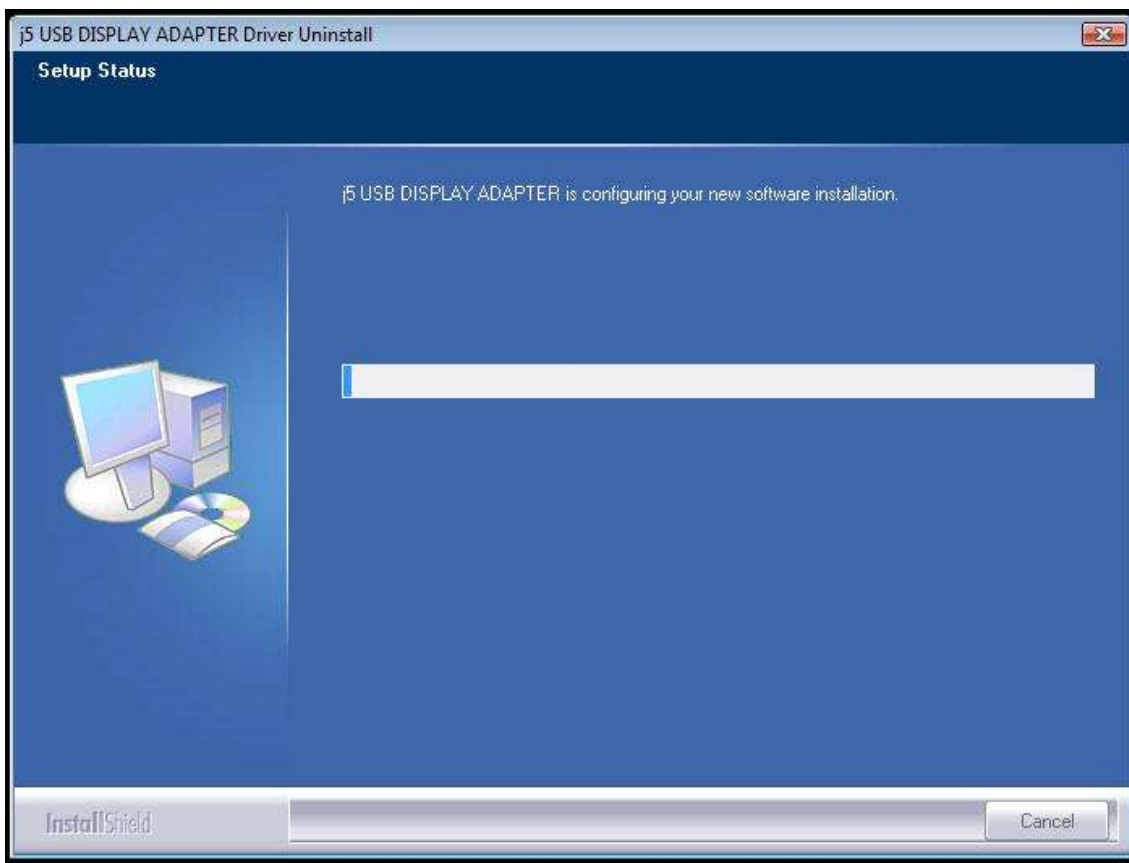 j5 USB DISPLAY ADAPTER Driver Uninstall
Setup Status
j5 USB DISPLAY ADAPTER is configuring your new software installation.
InstallShield
Cancel